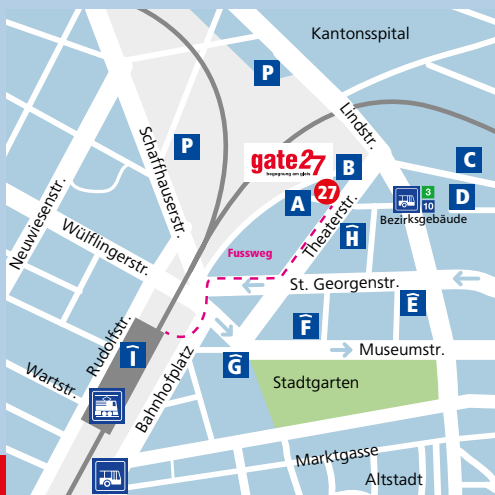 Kantonsspital
P
Lindstr.
P
Schaffhauserstr.
gate27
begegnung am gleis
B
C
27
A
D
3
10
Bezirksgebäude
Neuwiesenstr.
Theaterstr.
H
Fussweg
Wülflingerstr.
St. Georgenstr.
E
F
Rudolfstr.
I
G
Museumstr.
Bahnhofplatz
Wartstr.
Stadtgarten
Marktgasse
Altstadt